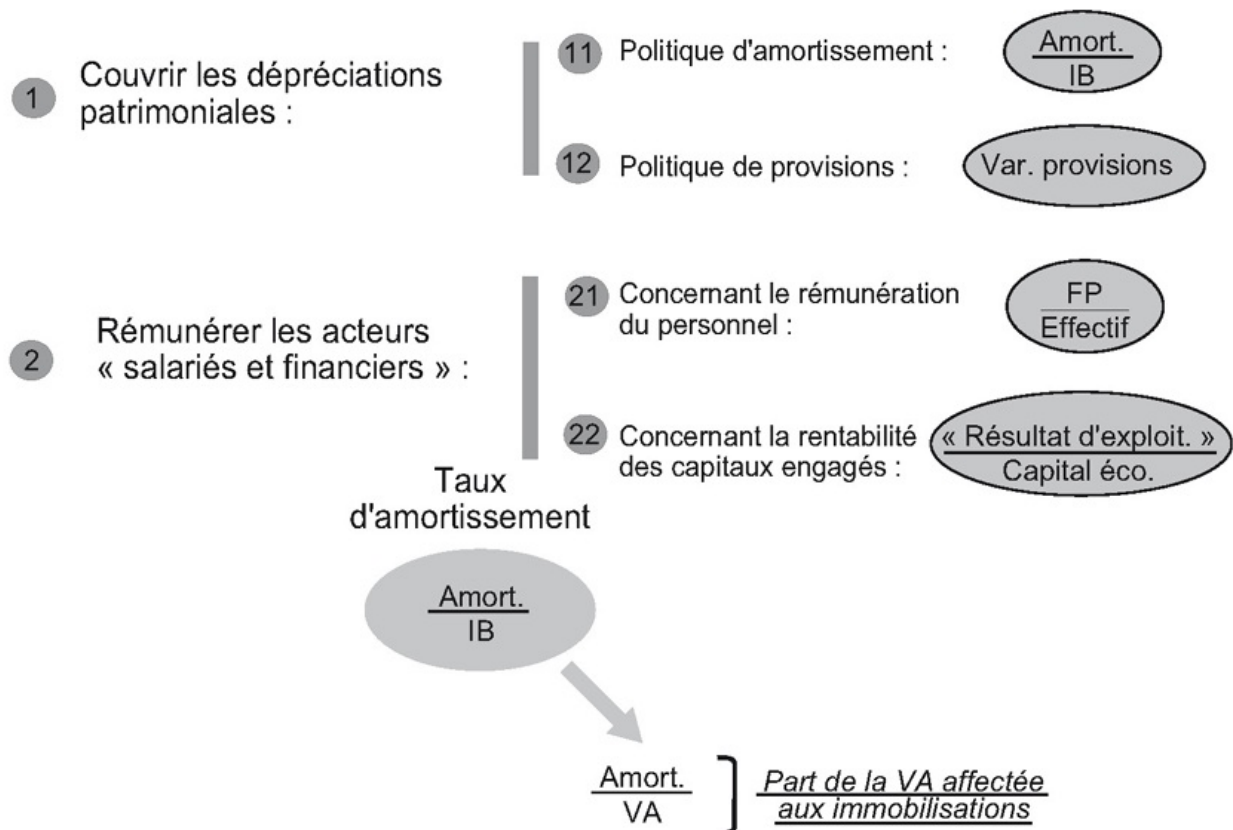 1
Couvrir les dépréciations
patrimoniales :
11
Politique d'amortissement :
Amort.
IB
12
Politique de provisions :
Var. provisions
2
Rémunérer les acteurs
« salariés et financiers » :
21
Concernant le rémunération
du personnel :
FP
Effectif
22
Concernant la rentabilité
des capitaux engagés :
« Résultat d'exploit. »
Capital éco.
Taux
d'amortissement
Amort.
IB
Amort.
VA
Part de la VA affectée
aux immobilisations